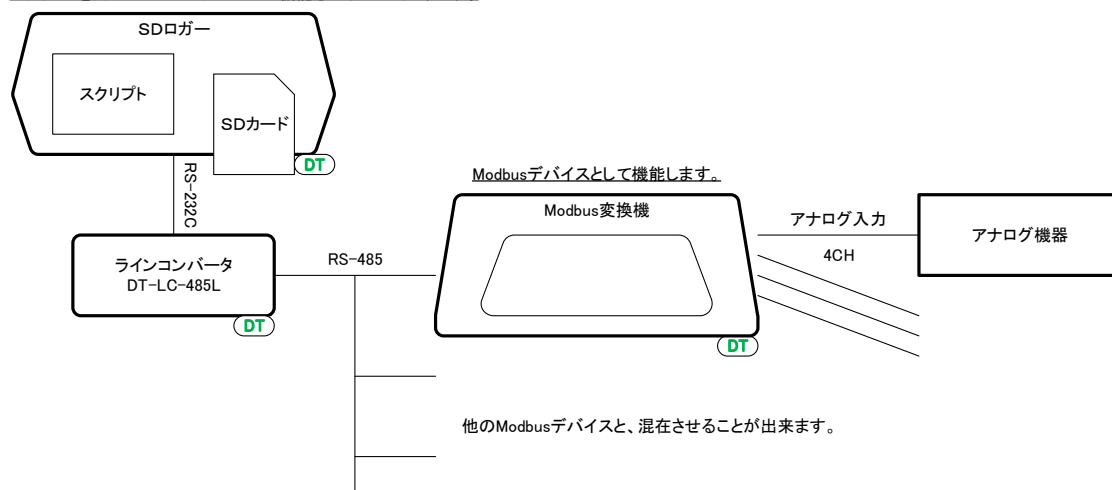 SDロガー
スクリプト
SDカード
DT
RS-232C
Modbusデバイスとして機能します。
Modbus変換機
アナログ入力
4CH
アナログ機器
ラインコンバータ
DT-LC-485L
RS-485
DT
DT
他のModbusデバイスと、混在させることが出来ます。